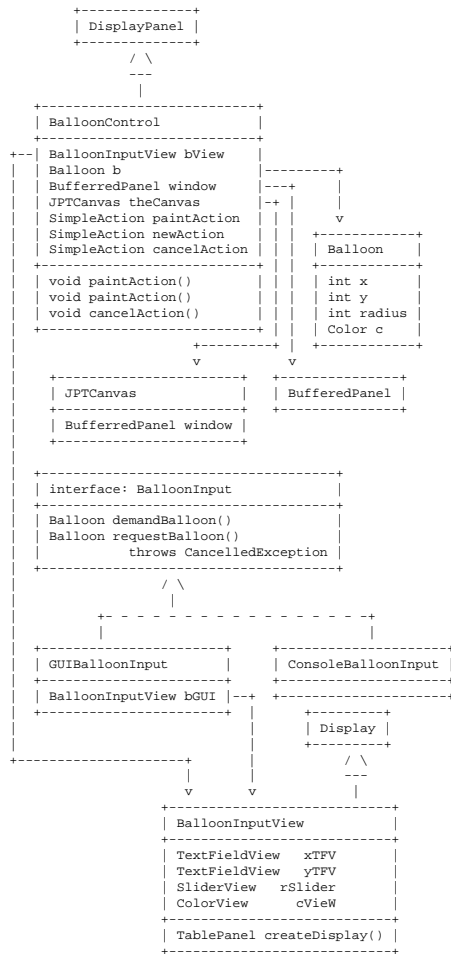 DisplayPanel
BalloonControl
BalloonInputView bView
Balloon b
BufferredPanel window
JPTCanvas theCanvas
SimpleAction paintAction
SimpleAction newAction
SimpleAction cancelAction
Balloon
void paintAction()
void paintAction()
void cancelAction()
int x
int y
int radius
Color c
JPTCanvas
BufferedPanel
BufferredPanel window
interface: BalloonInput
Balloon demandBalloon()
Balloon requestBalloon()
throws CancelledException
GUIBalloonInput
ConsoleBalloonInput
BalloonInputView bGUI
Display
BalloonInputView
TextFieldView xTFV
TextFieldView yTFV
SliderView rSlider
ColorView cVieW
TablePanel createDisplay()